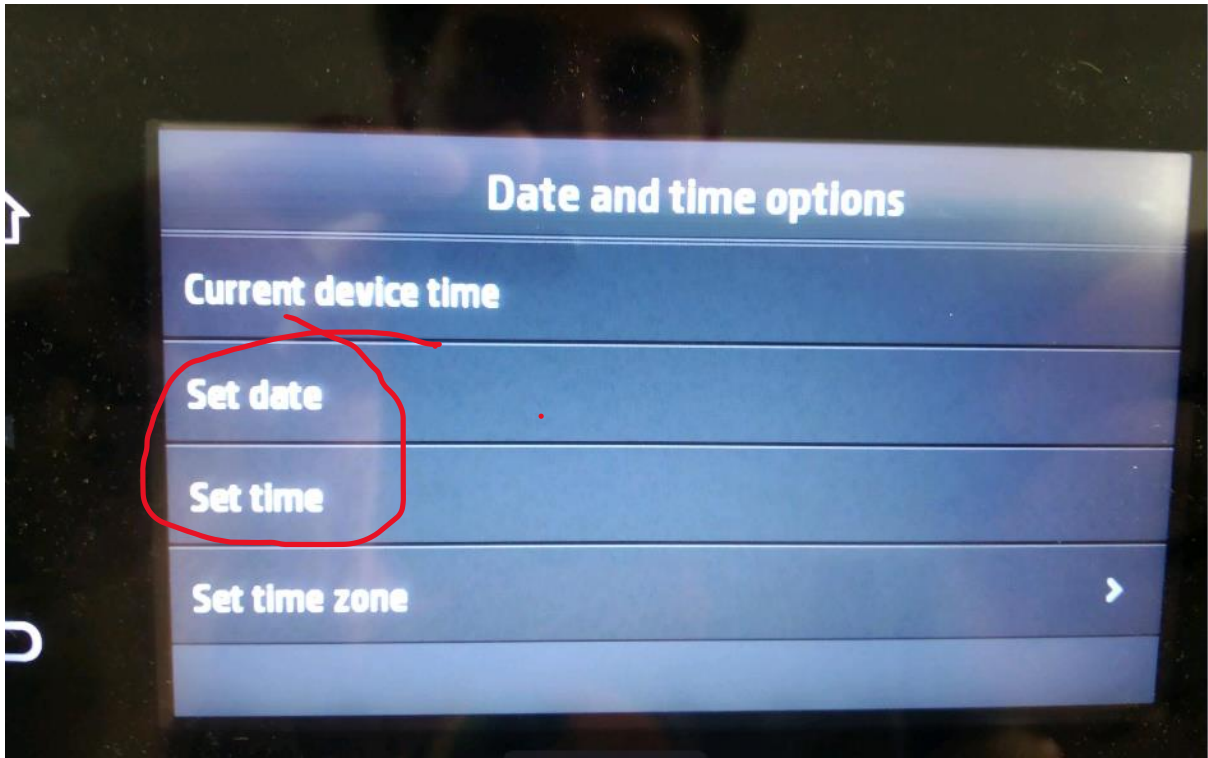 Date and time options
Current device time
Set date
Set time
Set time zone